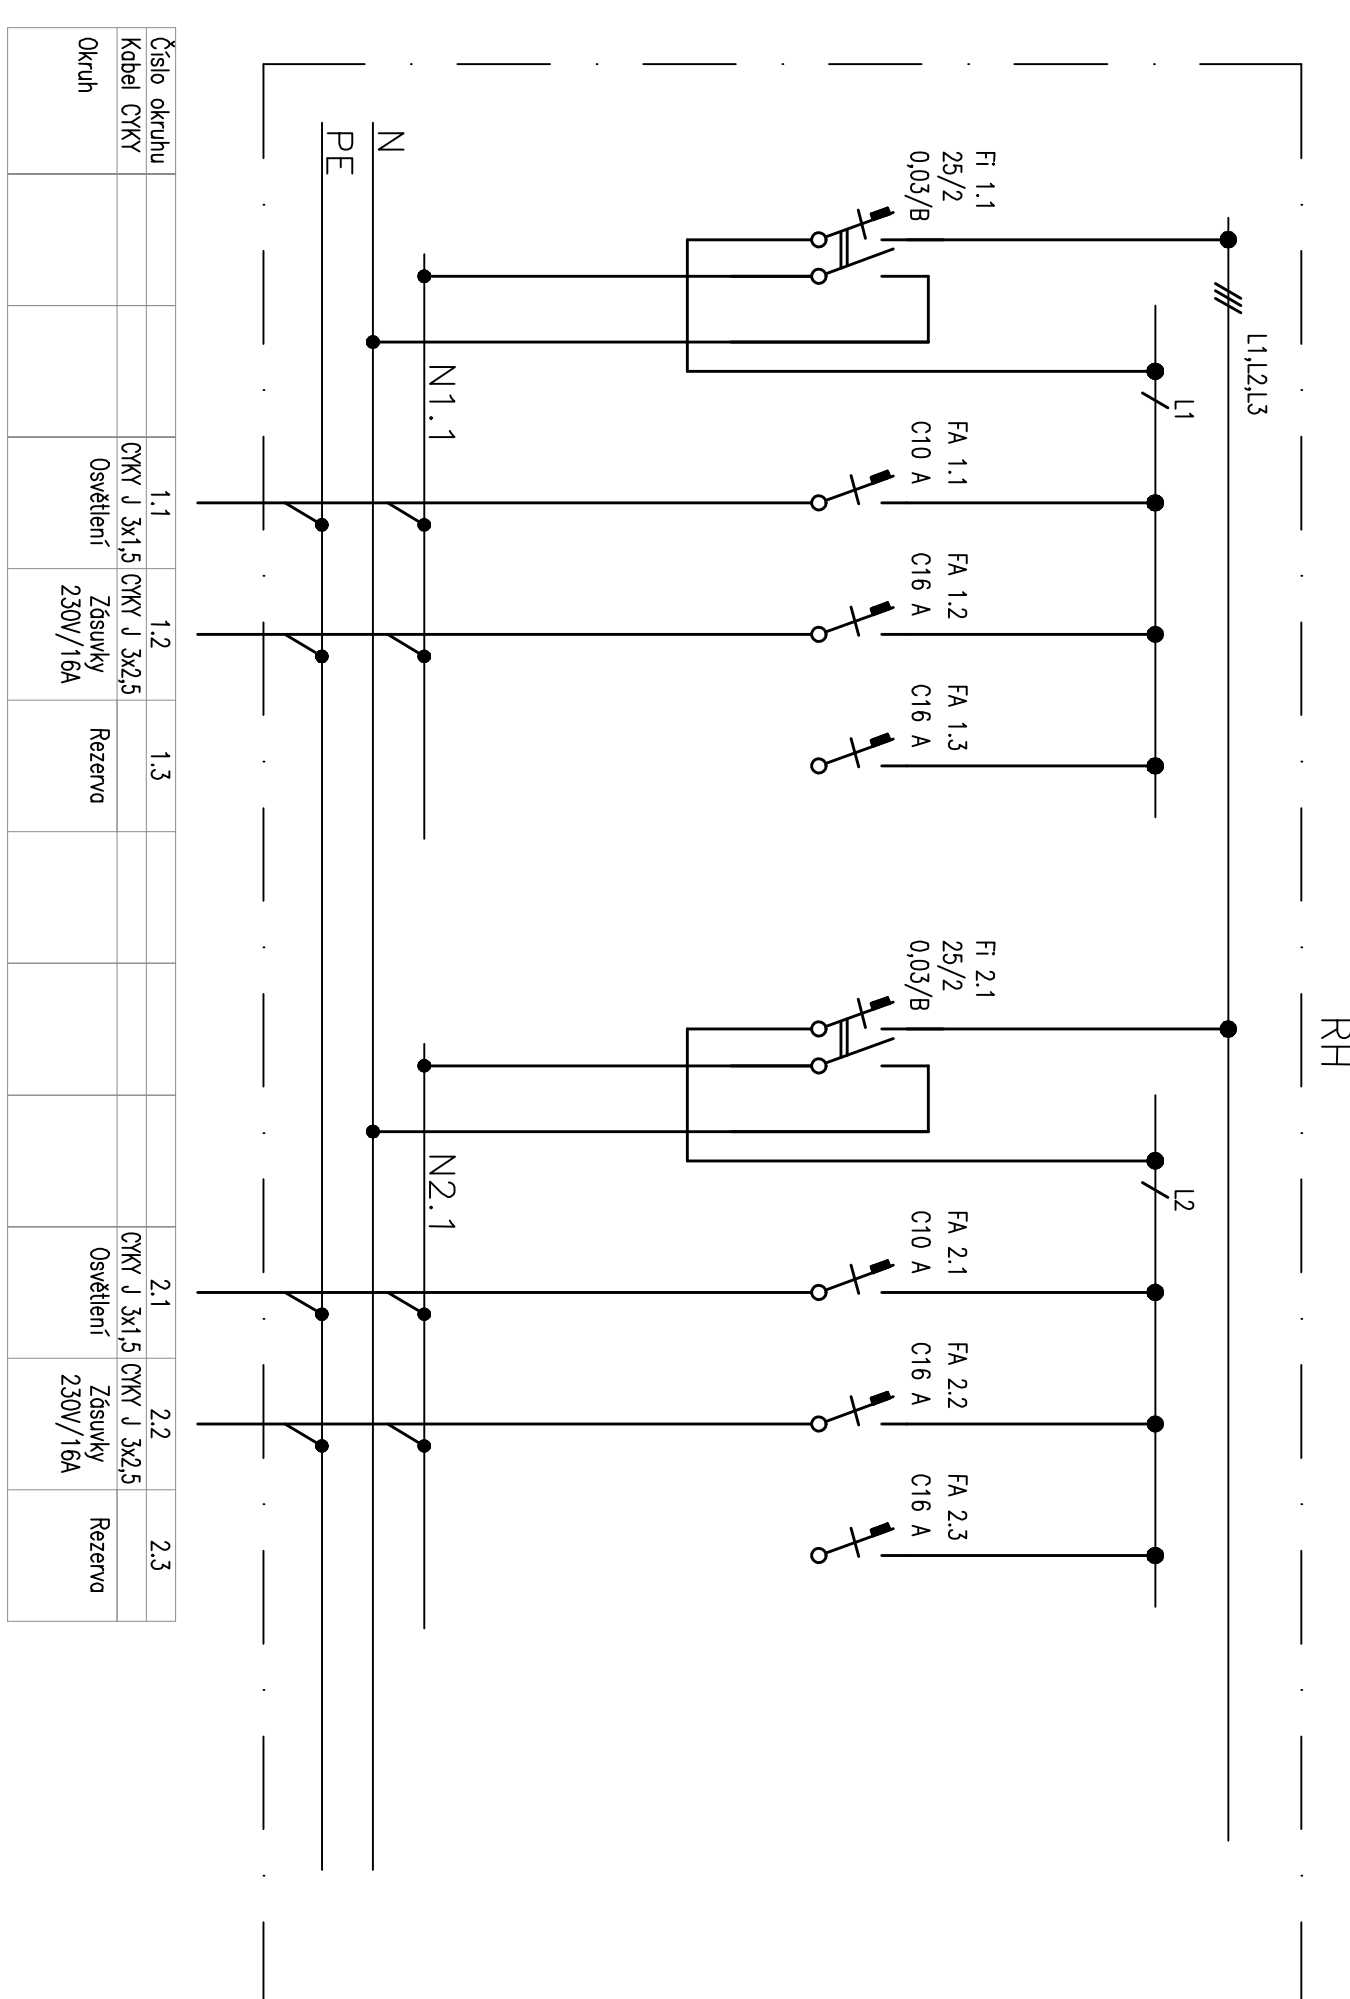 RH
L1,L2,L3
L1
L2
Fi 1.1
25/2
0,03/B
FA 1.1
C10 A
FA 1.2
C16 A
FA 1.3
C16 A
Fi 2.1
25/2
0,03/B
FA 2.1
C10 A
FA 2.2
C16 A
FA 2.3
C16 A
N1.1
N2.1
N
PE
Číslo okruhu 1.1 1.2 1.3 2.1 2.2 2.3
Kabel CYKY CYKY J 3x1,5 CYKY J 3x2,5 CYKY J 3x1,5 CYKY J 3x2,5
Okruh Osvětlení Zásuvky Rezerva Osvětlení Zásuvky Rezerva
230V/16A 230V/16A